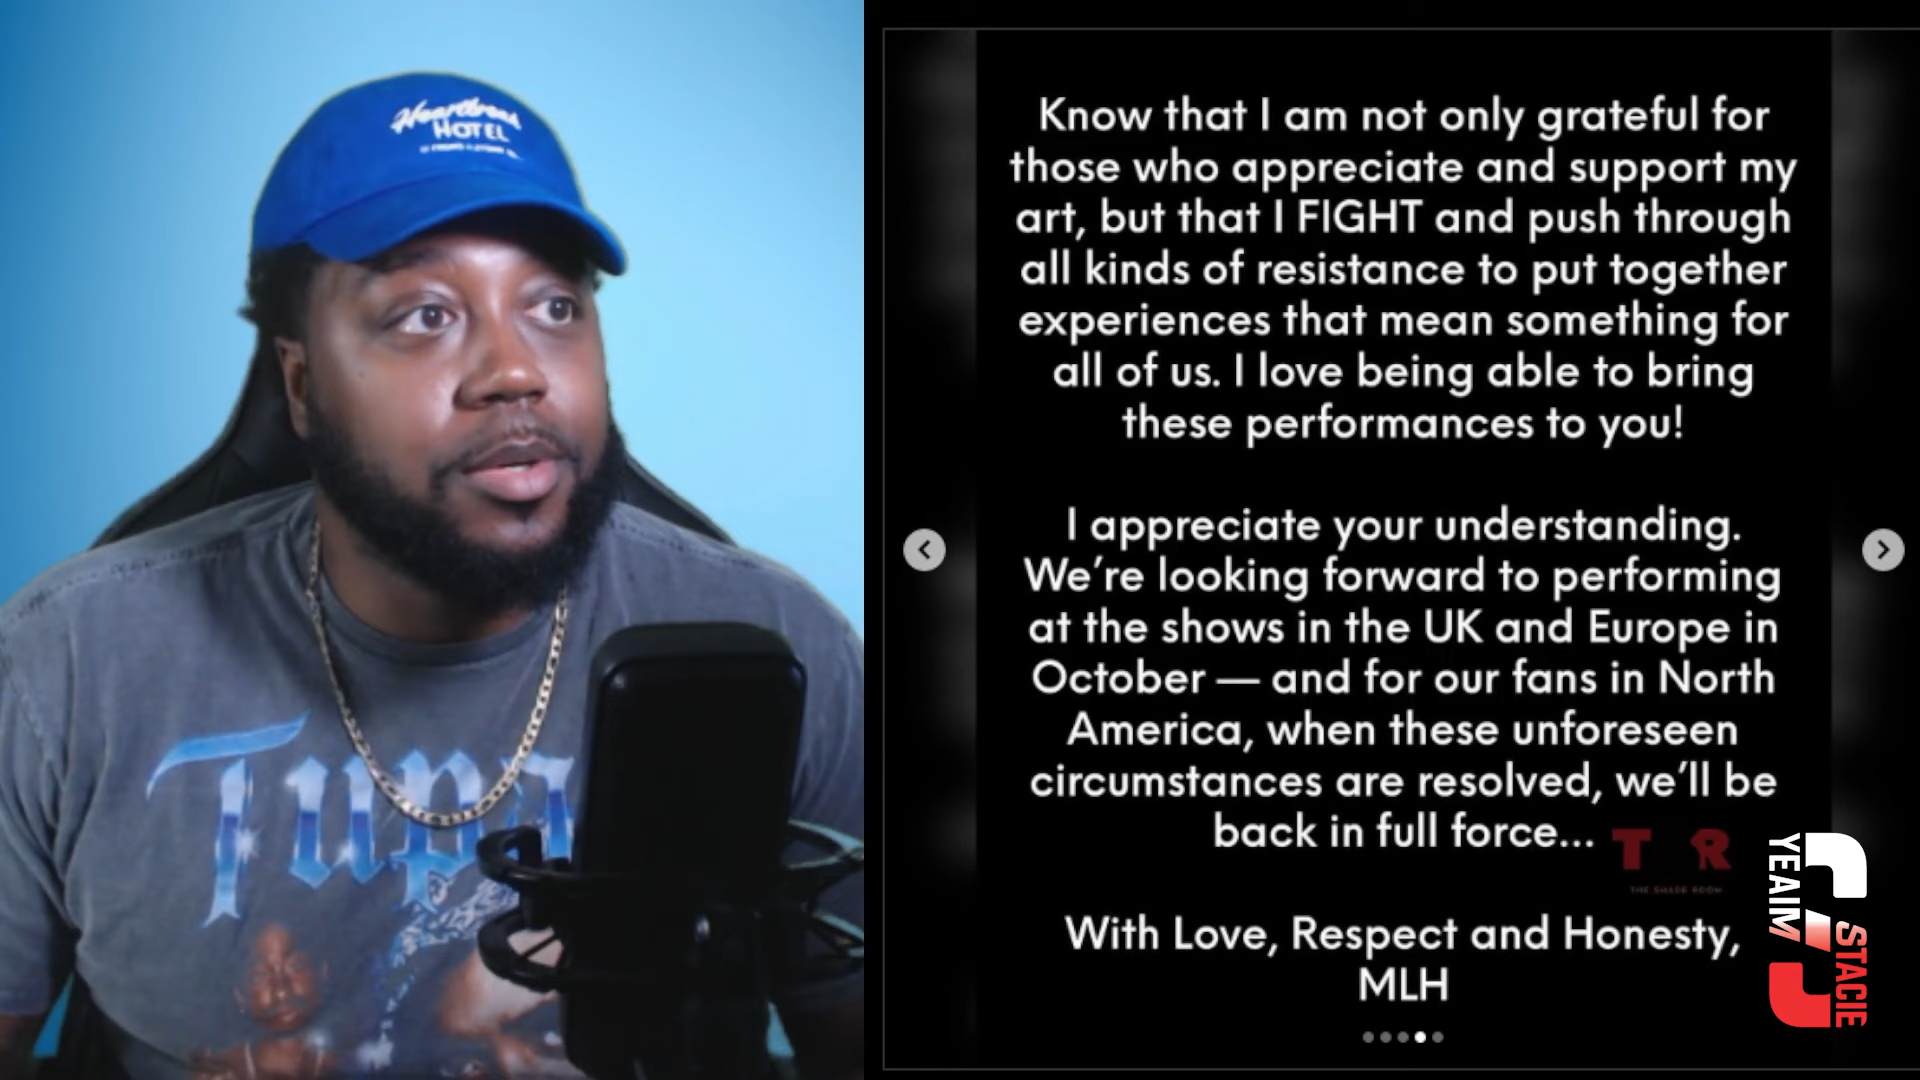 Heartbreak
HOTEL
Tupa
Know that I am not only grateful for
those who appreciate and support my
art, but that I FIGHT and push through
all kinds of resistance to put together
experiences that mean something for
all of us. I love being able to bring
these performances to you!
I appreciate your understanding.
We're looking forward to performing
at the shows in the UK and Europe in
October — and for our fans in North
America, when these unforeseen
circumstances are resolved, we'll be
back in full force...
T R
THE SHADE ROOM
With Love, Respect and Honesty,
MLH
YEAIM
STACIE